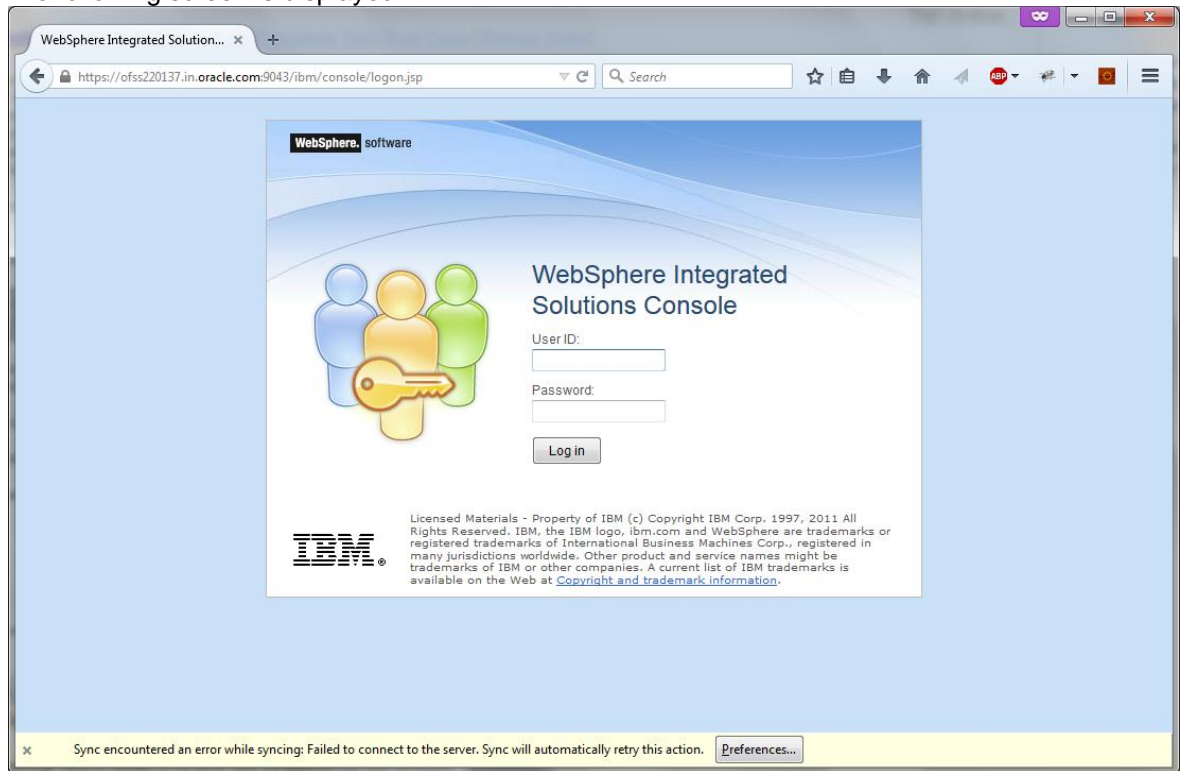 WebSphere Integrated Solution... × +
https://ofss220137.in.oracle.com:9043/ibm/console/logon.jsp
Search
ABP
WebSphere. software
WebSphere Integrated
Solutions Console
User ID:
Password:
Log in
IBM®
Licensed Materials - Property of IBM (c) Copyright IBM Corp. 1997, 2011 All
Rights Reserved. IBM, the IBM logo, ibm.com and WebSphere are trademarks or
registered trademarks of International Business Machines Corp., registered in
many jurisdictions worldwide. Other product and service names might be
trademarks of IBM or other companies. A current list of IBM trademarks is
available on the Web at Copyright and trademark information.
× Sync encountered an error while syncing: Failed to connect to the server. Sync will automatically retry this action. Preferences...